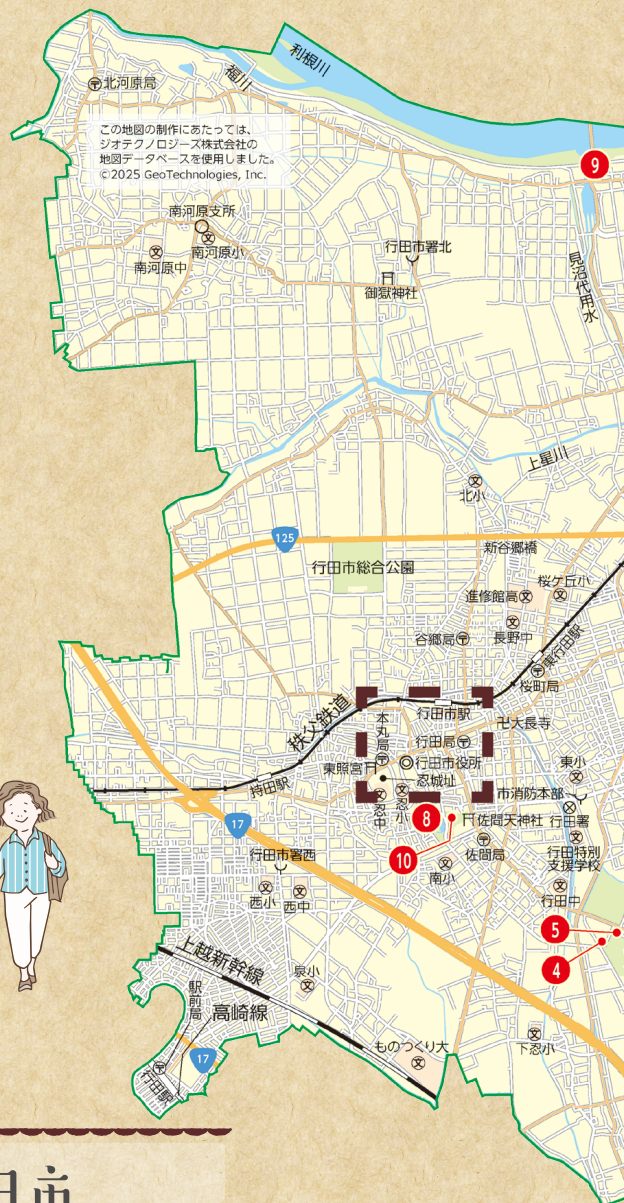 利根川
福川
北河原局
この地図の制作にあたっては、
ジオテクノロジーズ株式会社の
地図データベースを使用しました。
©2025 GeoTechnologies, Inc.
9
南河原支所
南河原小
南河原中
行田市署北
御嶽神社
見沼代用水
上星川
北小
125
新谷郷橋
行田市総合公園
桜ケ丘小
進修館高
長野中
谷郷局
東行田駅
桜町局
秩父鉄道
本丸局
行田市駅
大長寺
行田局
東照宮
行田市役所
忍城址
持田駅
東小
忍中
忍小
市消防本部
8
佐間天神社
行田署
17
10
佐間局
行田特別
支援学校
行田市署西
南小
西小
西中
行田中
5
4
上越新幹線
泉小
駅前局
高崎線
ものつくり大
下忍小
17
行田駅
田市